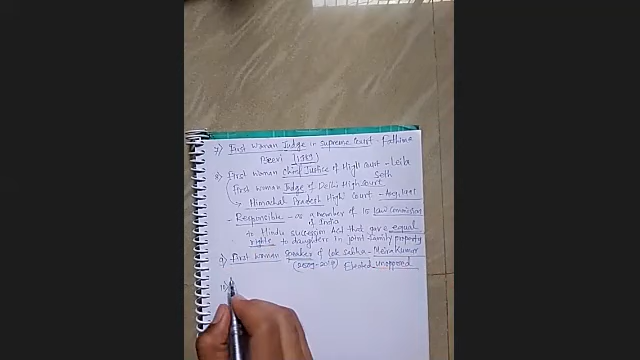 7) First Woman Judge in supreme Court - Fathima
Beevi (1989)
8) First Woman Chief Justice of High Court - Leila
Seth
First Woman Judge of Delhi High Court
Himachal Pradesh High Court - Aug, 1991
- Responsible - as a member of 15 Law Commission
of India
to Hindu succession Act that gave equal
rights to daughters in joint family property
9) First woman speaker of Lok sabha - Meira Kumar
(2009-2014) Elected unopposed
10)